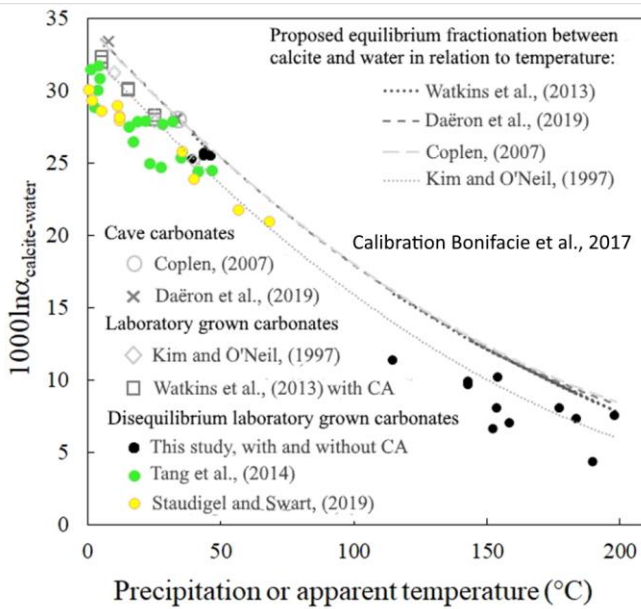 35
30
25
20
15
10
5
0
0
50
100
150
200
1000lnα calcite-water
Precipitation or apparent temperature (°C)
Proposed equilibrium fractionation between
calcite and water in relation to temperature:
Watkins et al., (2013)
Daëron et al., (2019)
Coplen, (2007)
Kim and O'Neil, (1997)
Calibration Bonifacie et al., 2017
Cave carbonates
Coplen, (2007)
Daëron et al., (2019)
Laboratory grown carbonates
Kim and O'Neil, (1997)
Watkins et al., (2013) with CA
Disequilibrium laboratory grown carbonates
This study, with and without CA
Tang et al., (2014)
Staudigel and Swart, (2019)